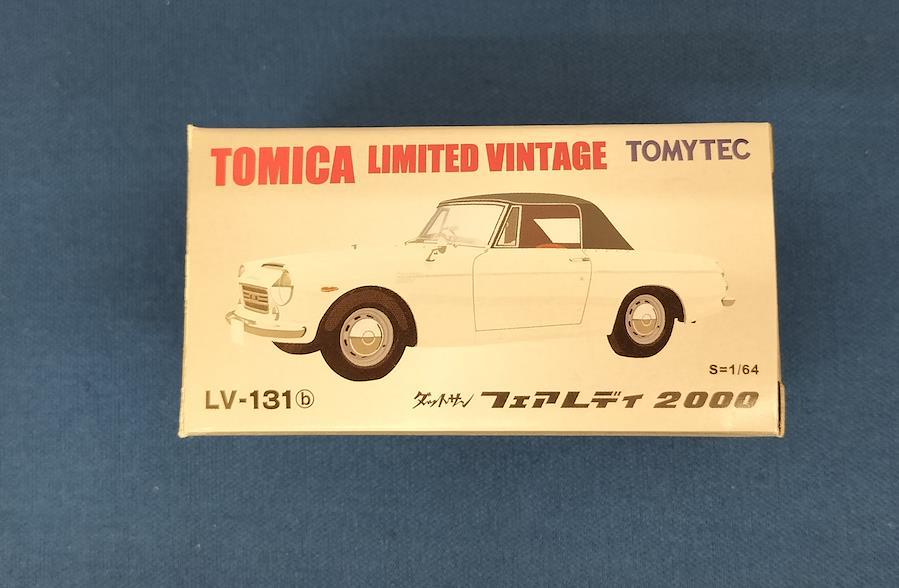 TOMICA LIMITED VINTAGE TOMYTEC
S=1/64
LV-131ⓑ ダットサン フェアレディ 2000